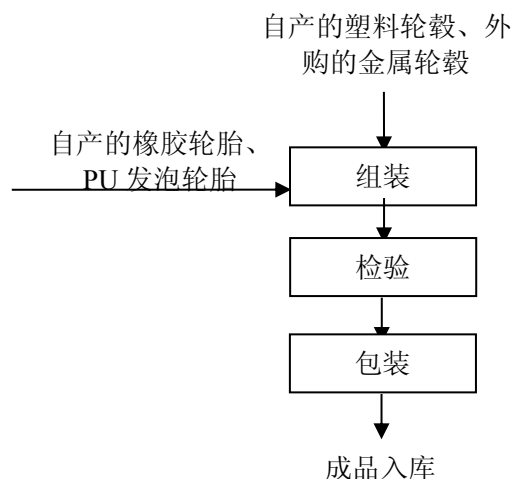 自产的塑料轮毂、外
购的金属轮毂
自产的橡胶轮胎、
PU 发泡轮胎
组装
检验
包装
成品入库